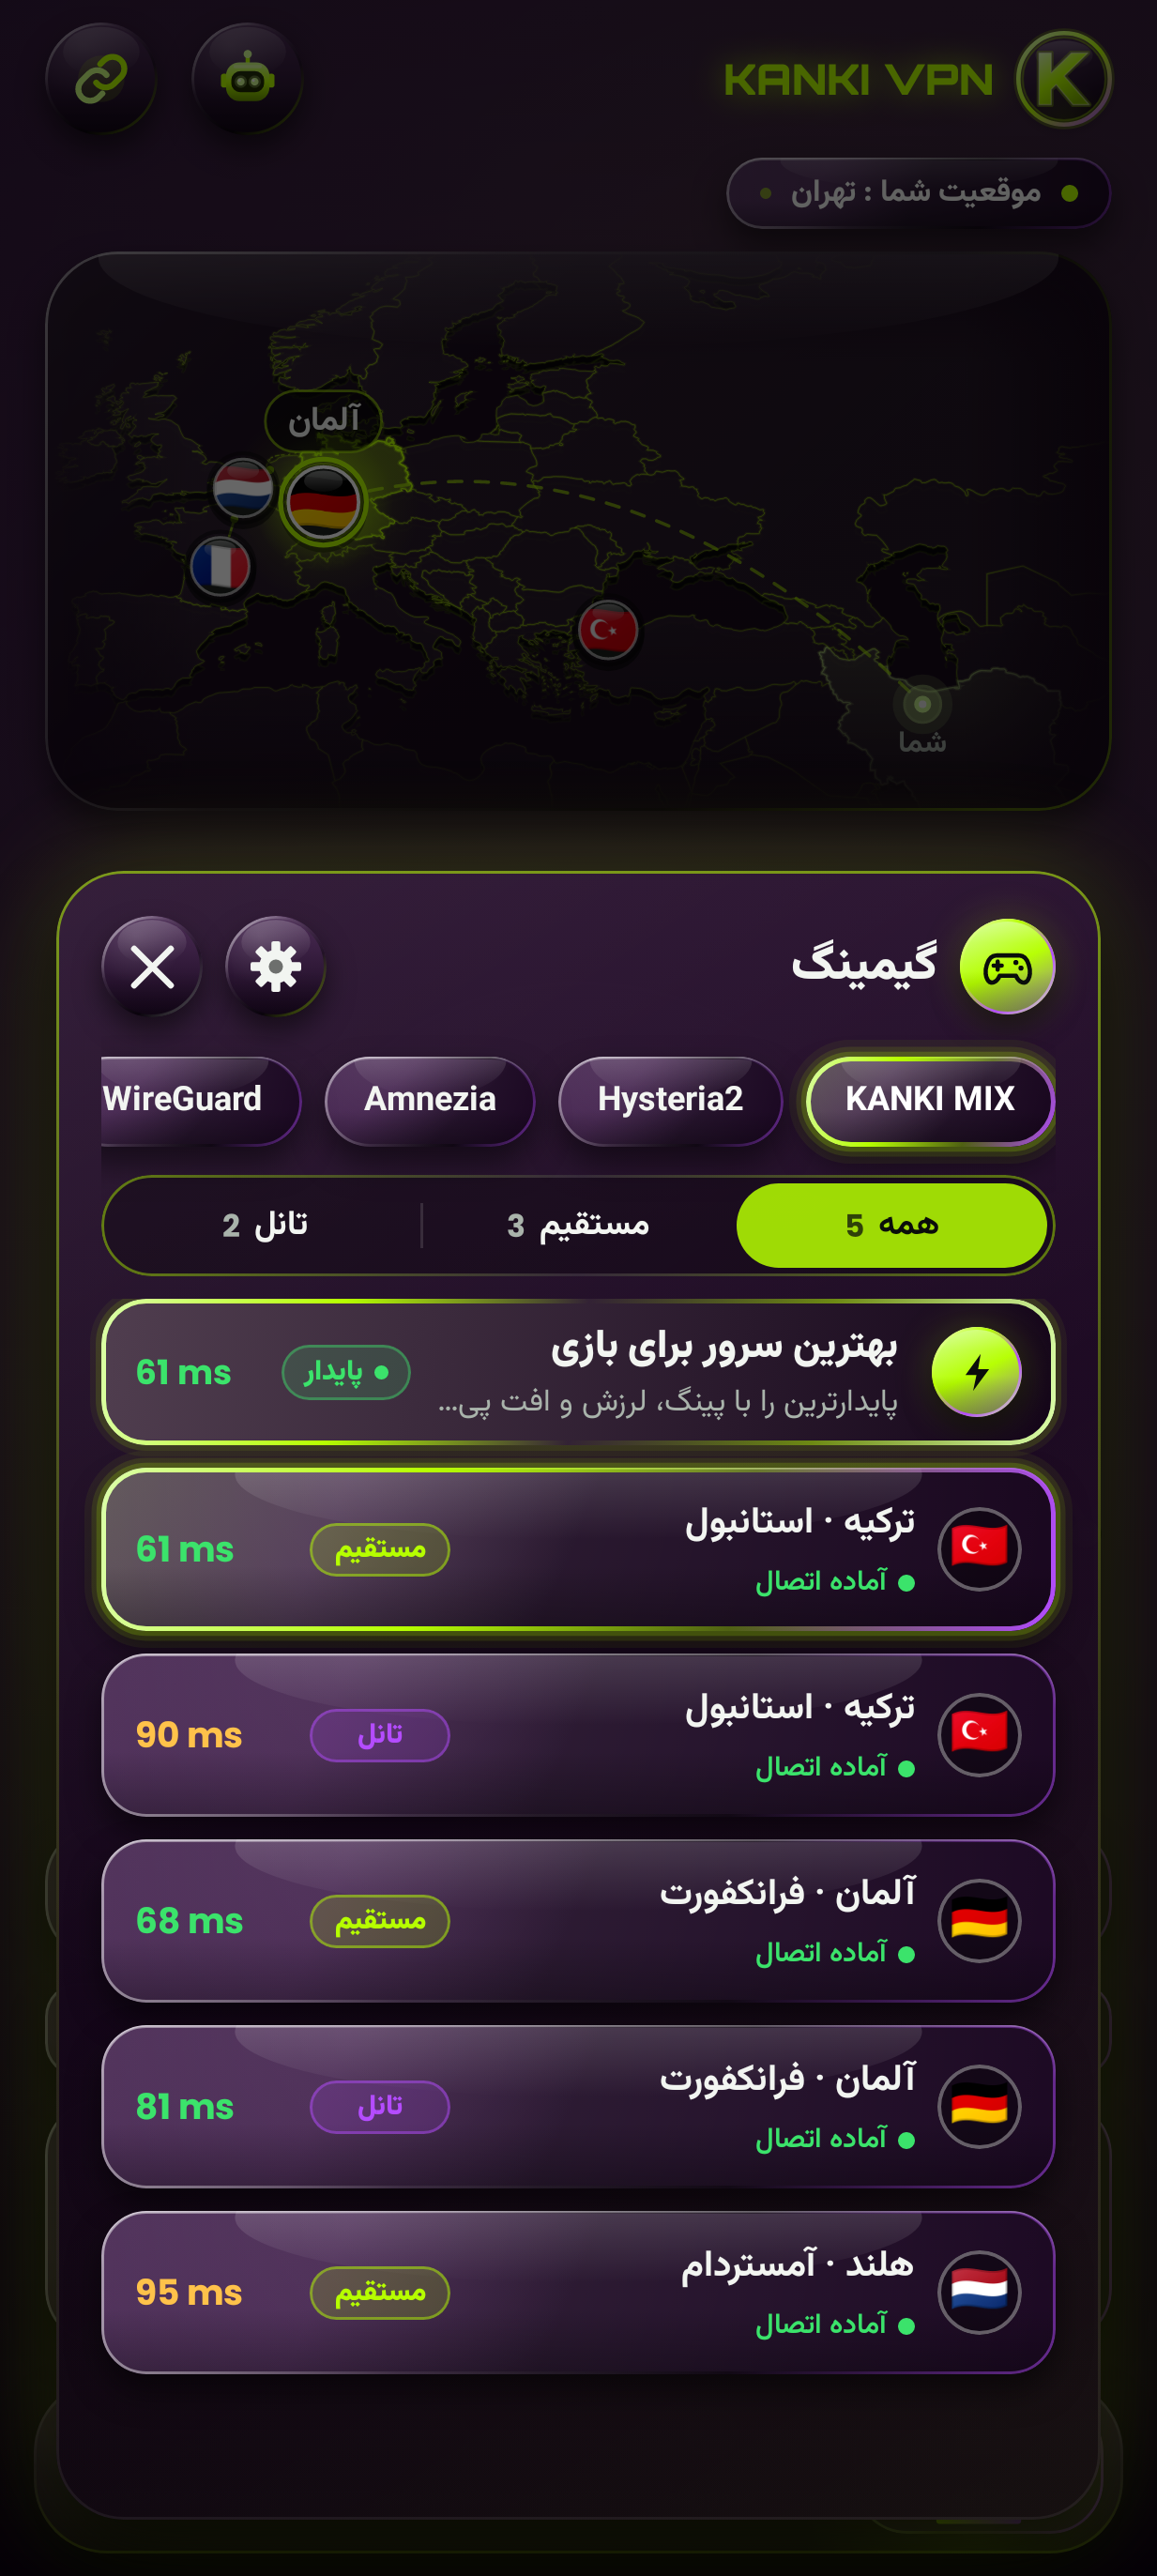 KANKI VPN
موقعیت شما : تهران
آلمان
شما
گیمینگ
KANKI MIX
Hysteria2
Amnezia
WireGuard
همه 5
مستقیم 3
تانل 2
بهترین سرور برای بازی
پایدارترین را با پینگ، لرزش و افت پی...
پایدار
61 ms
ترکیه · استانبول
آماده اتصال
مستقیم
61 ms
ترکیه · استانبول
آماده اتصال
تانل
90 ms
آلمان · فرانکفورت
آماده اتصال
مستقیم
68 ms
آلمان · فرانکفورت
آماده اتصال
تانل
81 ms
هلند · آمستردام
آماده اتصال
مستقیم
95 ms